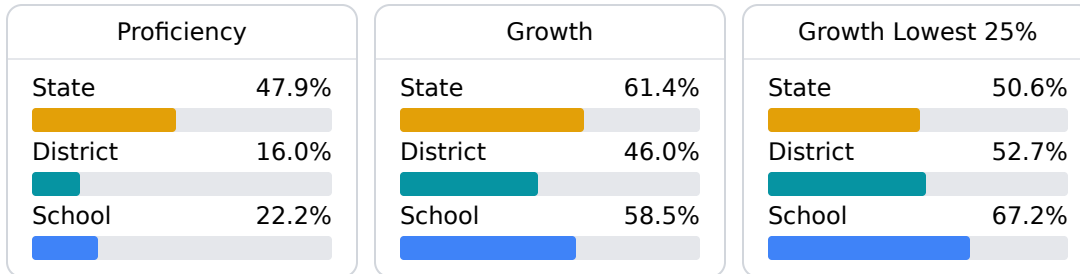 Proficiency
State 47.9%
District 16.0%
School 22.2%
Growth
State 61.4%
District 46.0%
School 58.5%
Growth Lowest 25%
State 50.6%
District 52.7%
School 67.2%